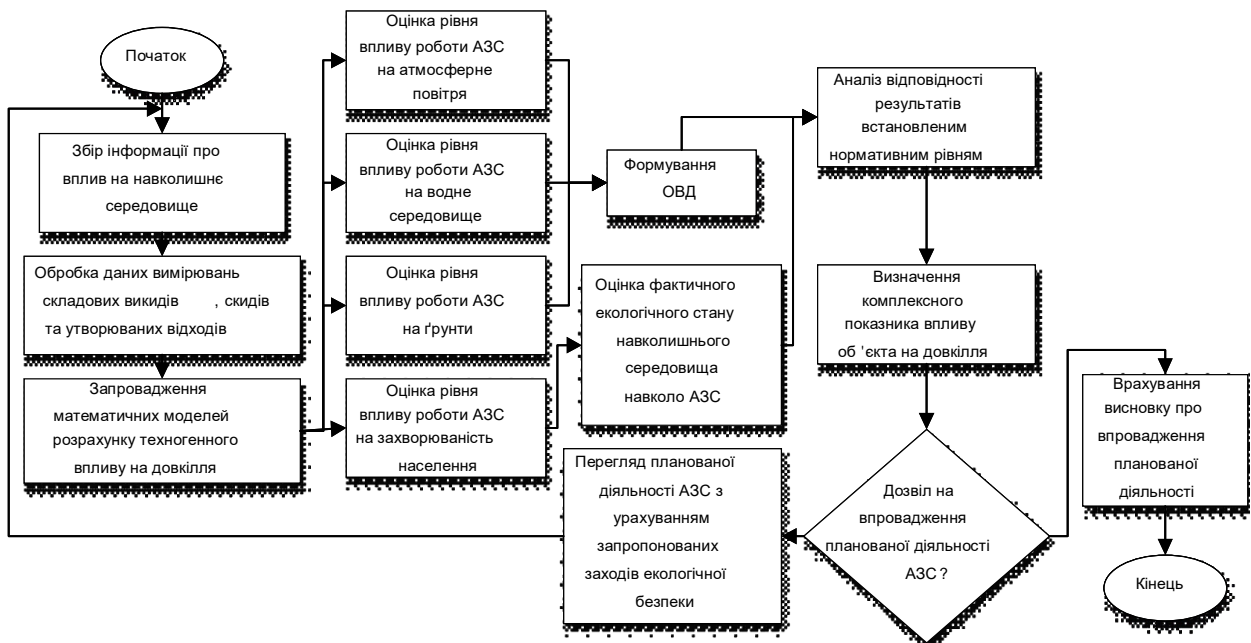 Початок
Збір інформації про
вплив на навколишнє
середовище
Обробка даних вимірювань
складових викидів , скидів
та утворюваних відходів
Запровадження
математичних моделей
розрахунку техногенного
впливу на довкілля
Оцінка рівня
впливу роботи АЗС
на атмосферне
повітря
Оцінка рівня
впливу роботи АЗС
на водне
середовище
Оцінка рівня
впливу роботи АЗС
на ґрунти
Оцінка рівня
впливу роботи АЗС
на захворюваність
населення
Формування
ОВД
Оцінка фактичного
екологічного стану
навколишнього
середовища
навколо АЗС
Перегляд планованої
діяльності АЗС з
урахуванням
запропонованих
заходів екологічної
безпеки
Аналіз відповідності
результатів
встановленим
нормативним рівням
Визначення
комплексного
показника впливу
об 'єкта на довкілля
Дозвіл на
впровадження
планованої діяльності
АЗС ?
Врахування
висновку про
впровадження
планованої
діяльності
Кінець